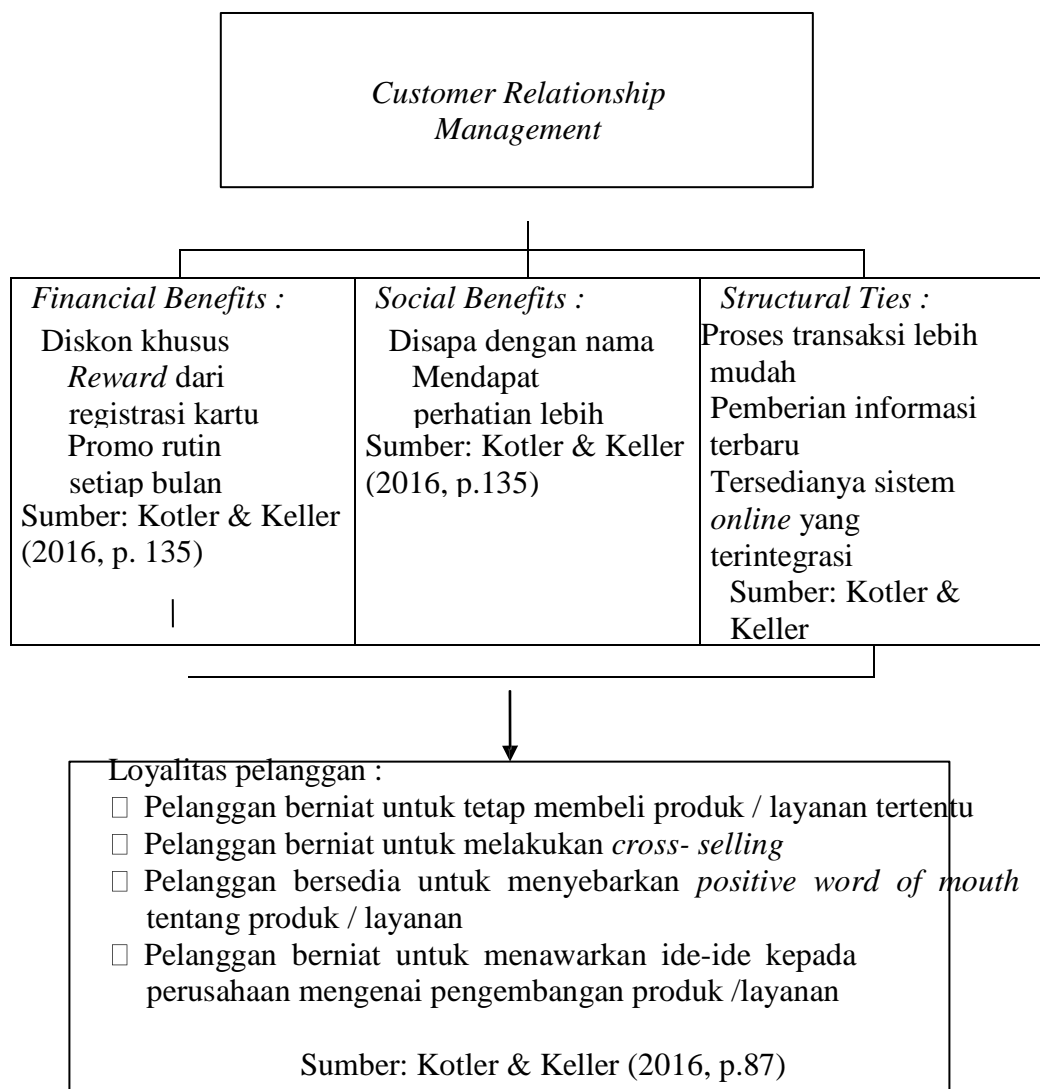 Customer Relationship
Management
Financial Benefits :
Diskon khusus
Reward dari
registrasi kartu
Promo rutin
setiap bulan
Sumber: Kotler & Keller
(2016, p. 135)
Social Benefits :
Disapa dengan nama
Mendapat
perhatian lebih
Sumber: Kotler & Keller
(2016, p.135)
Structural Ties :
Proses transaksi lebih
mudah
Pemberian informasi
terbaru
Tersedianya sistem
online yang
terintegrasi
Sumber: Kotler &
Keller
Loyalitas pelanggan :
Pelanggan berniat untuk tetap membeli produk / layanan tertentu
Pelanggan berniat untuk melakukan cross- selling
Pelanggan bersedia untuk menyebarkan positive word of mouth
tentang produk / layanan
Pelanggan berniat untuk menawarkan ide-ide kepada
perusahaan mengenai pengembangan produk /layanan
Sumber: Kotler & Keller (2016, p.87)